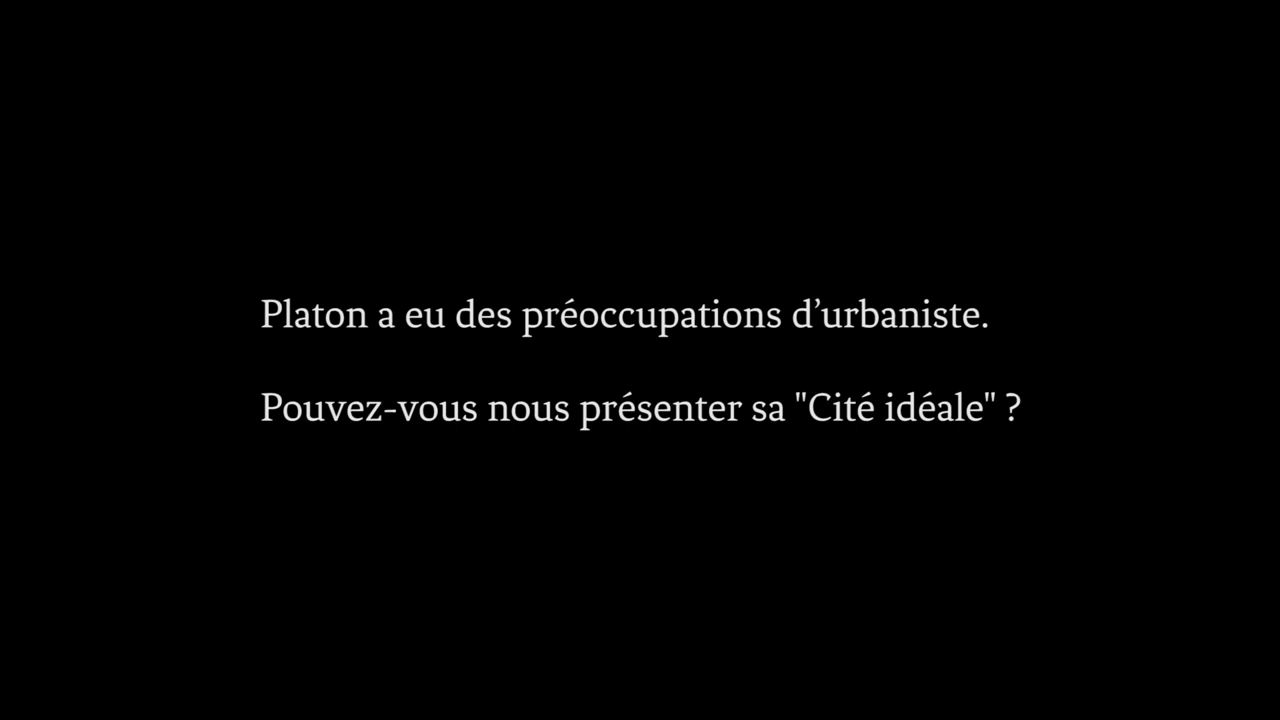 Platon a eu des préoccupations d’urbaniste.
Pouvez-vous nous présenter sa "Cité idéale" ?